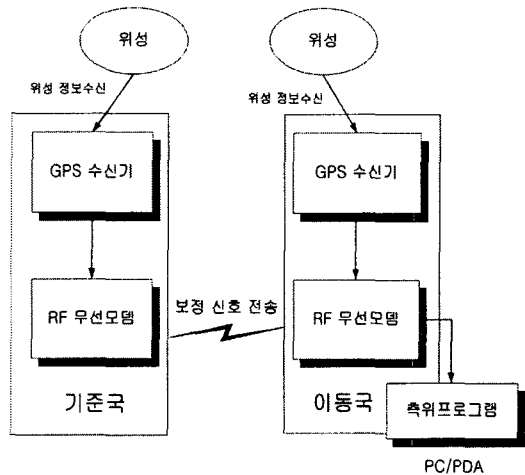 위성
위성
위성 정보수신
위성 정보수신
GPS 수신기
GPS 수신기
보정 신호 전송
RF 무선모뎀
RF 무선모뎀
기준국
이동국
측위프로그램
PC/PDA